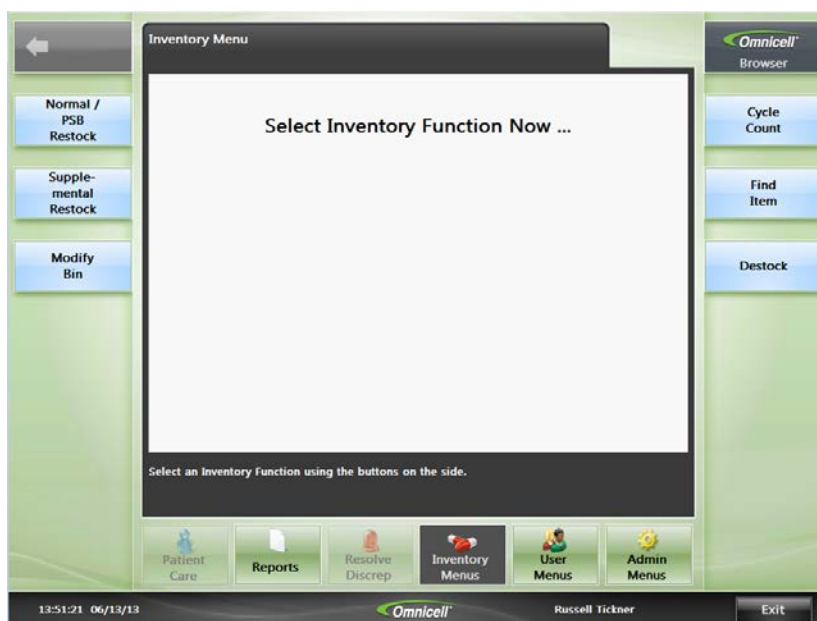 Inventory Menu
Omnicell
Browser
Normal /
PSB
Restock
Select Inventory Function Now ...
Cycle
Count
Supple-
mental
Restock
Find
Item
Modify
Bin
Destock
Select an Inventory Function using the buttons on the side.
Patient
Care
Reports
Resolve
Discrep
Inventory
Menus
User
Menus
Admin
Menus
13:51:21 06/13/13
Omnicell
Russell Tickner
Exit